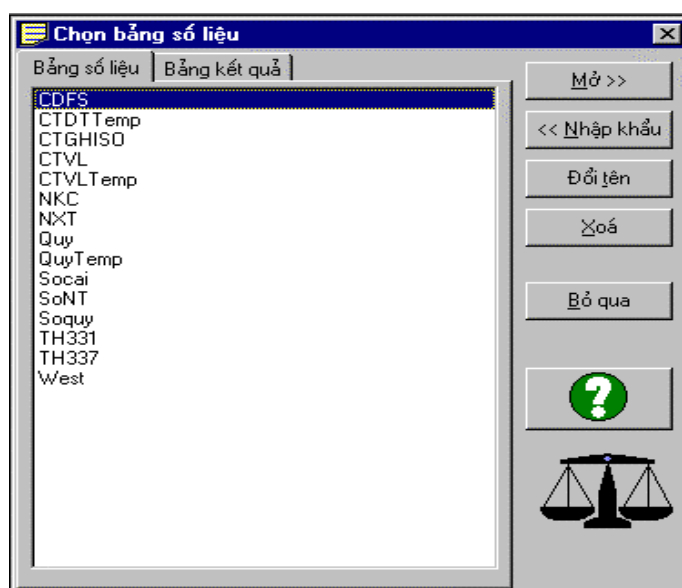 Chọn bảng số liệu
Bảng số liệu
Bảng kết quả
CDFS
CTDTTemp
CTGHISO
CTVL
CTVLTemp
NKC
NXT
Quy
QuyTemp
Socai
SoNT
Soquy
TH331
TH337
West
Mở >>
<< Nhập khẩu
Đổi tên
Xoá
Bỏ qua
?